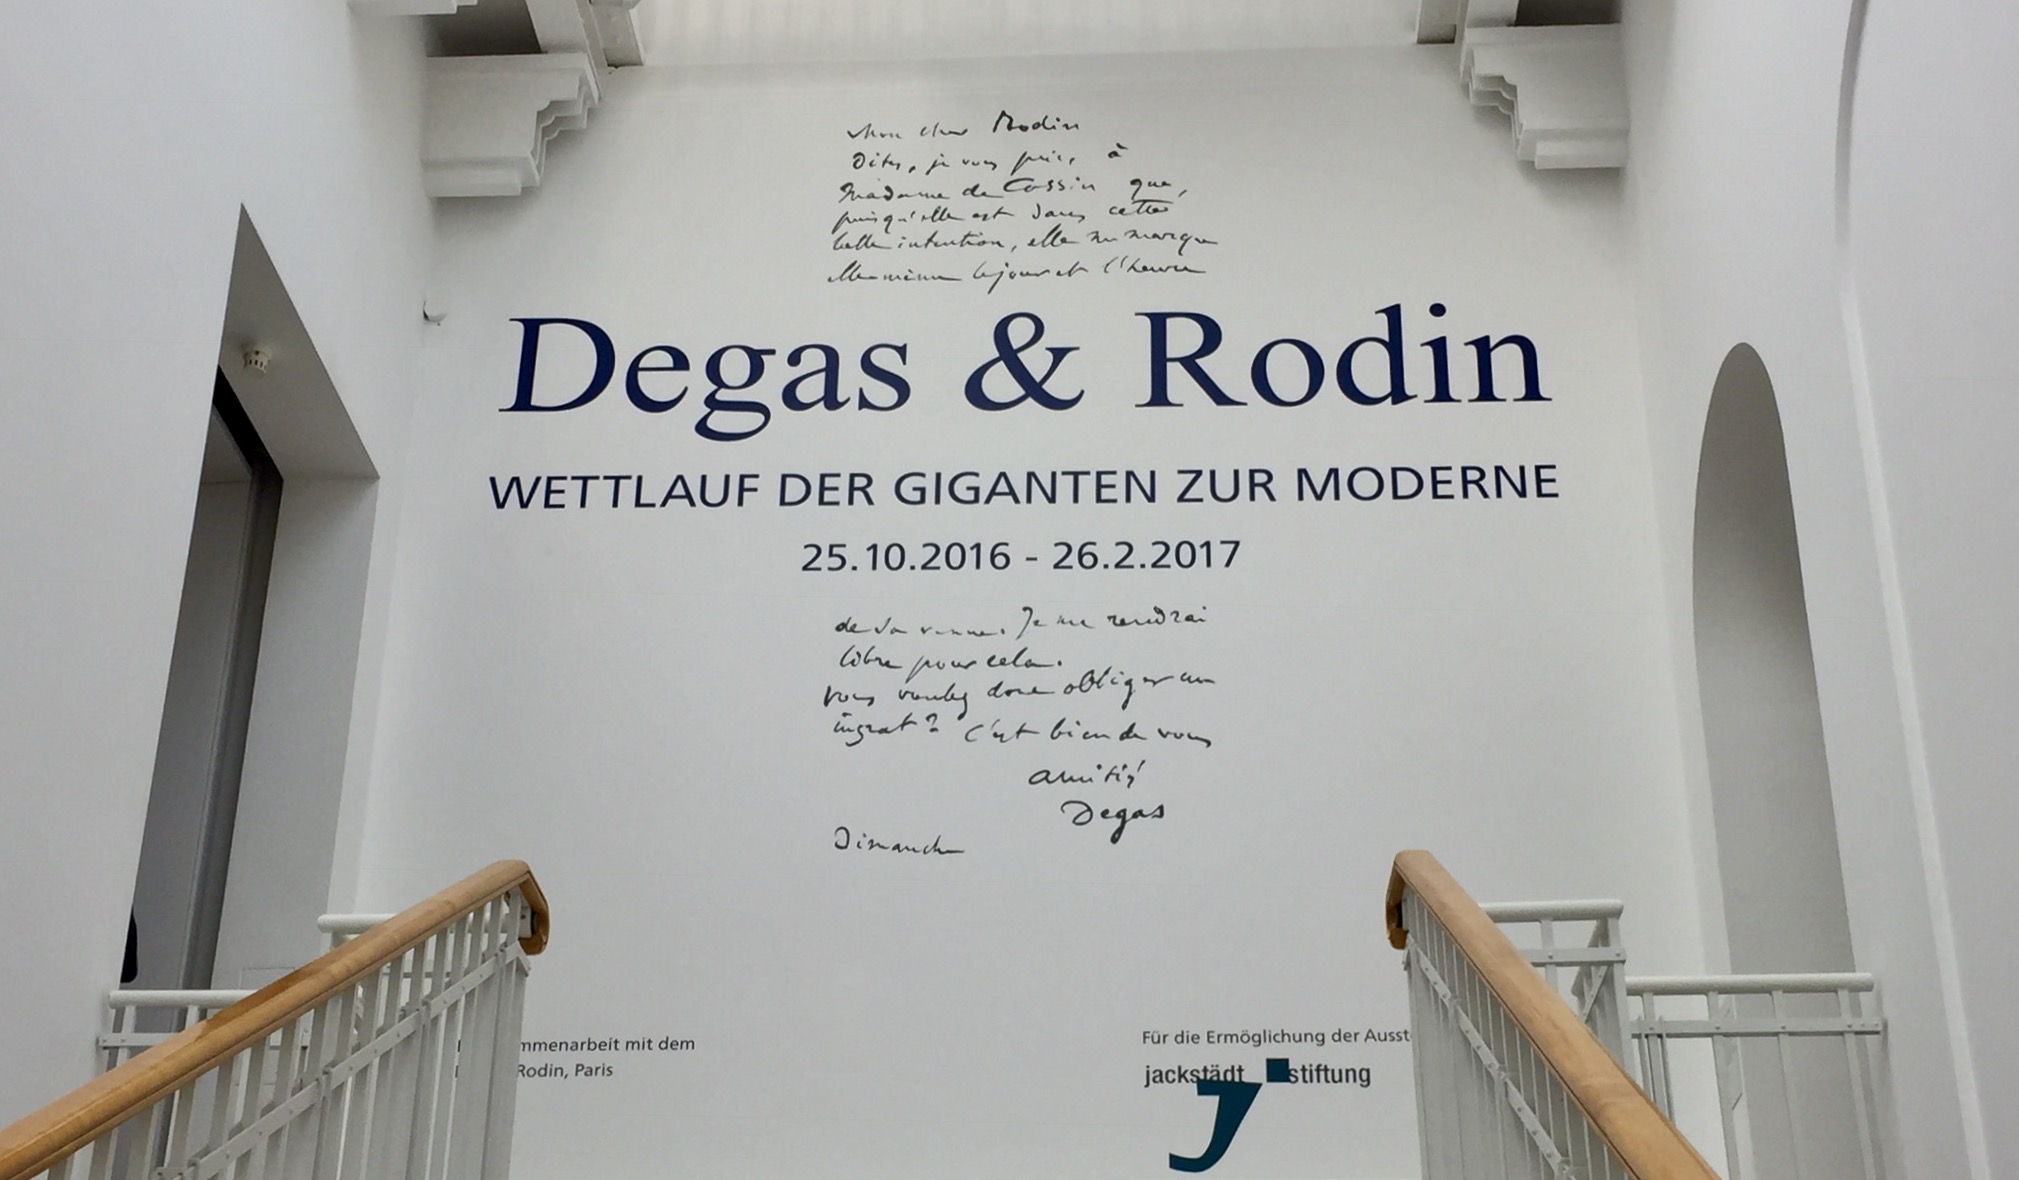 Mon cher Rodin
Dites, je vous prie, à
Madame de Cassin que,
puisqu'elle est dans cette
belle intention, elle me marque
elle-même le jour et l'heure
Degas & Rodin
WETTLAUF DER GIGANTEN ZUR MODERNE
25.10.2016 - 26.2.2017
de sa venue. Je me rendrai
libre pour cela.
Vous voulez donc obliger un
ingrat? C'est bien de vous
amitié
Degas
Dimanche
mmenarbeit mit dem
Rodin, Paris
Für die Ermöglichung der Ausst
jackstädt stiftung